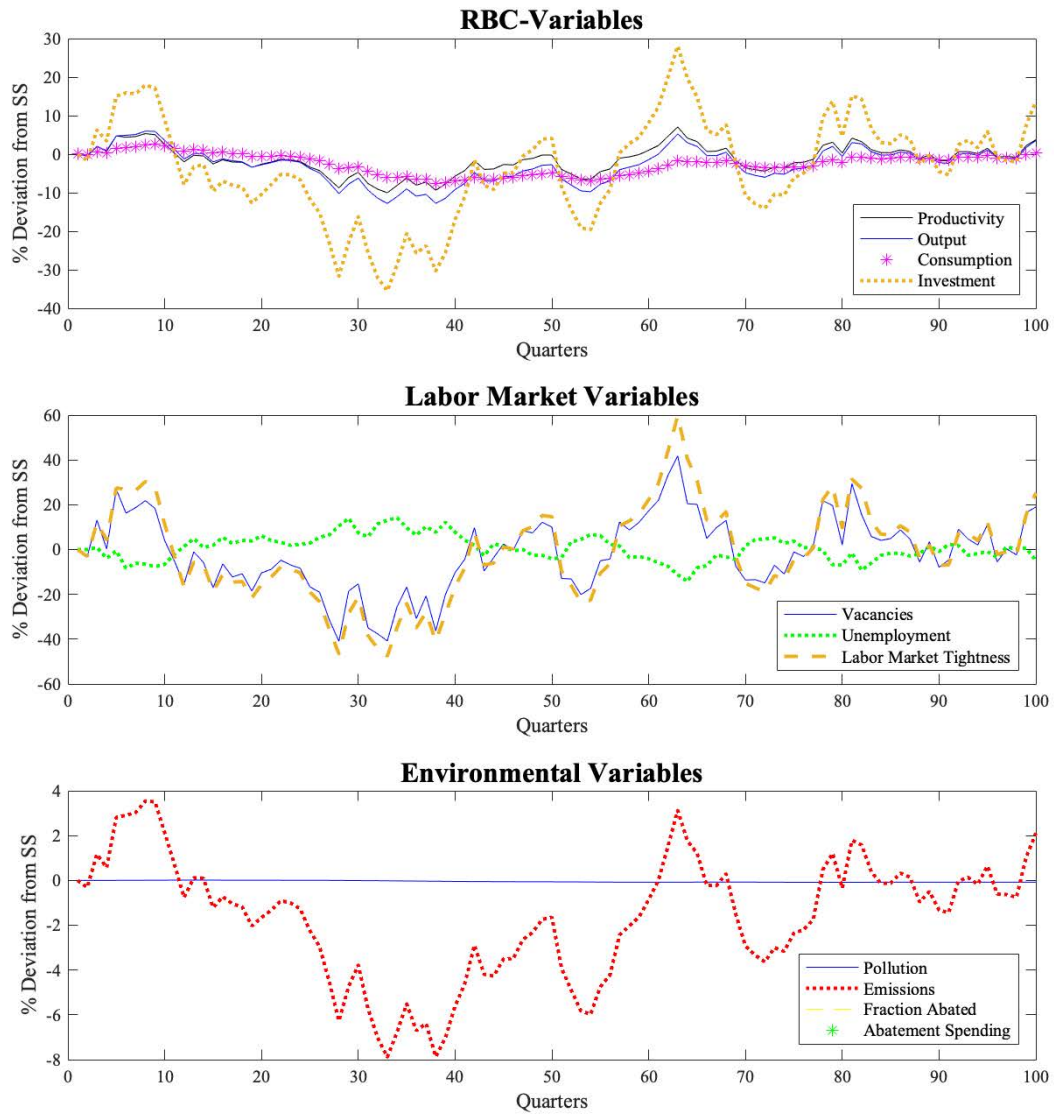 RBC-Variables
% Deviation from SS
30
20
10
0
-10
-20
-30
-40
Productivity
Output
Consumption
Investment
0 10 20 30 40 50 60 70 80 90 100
Quarters
Labor Market Variables
% Deviation from SS
60
40
20
0
-20
-40
-60
Vacancies
Unemployment
Labor Market Tightness
0 10 20 30 40 50 60 70 80 90 100
Quarters
Environmental Variables
% Deviation from SS
4
2
0
-2
-4
-6
-8
Pollution
Emissions
Fraction Abated
Abatement Spending
0 10 20 30 40 50 60 70 80 90 100
Quarters